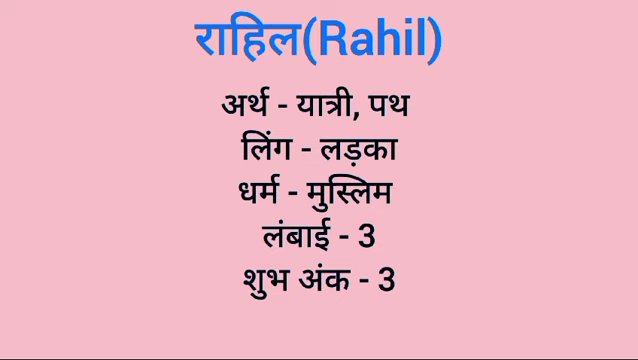 राहिल(Rahil)
अर्थ - यात्री, पथ
लिंग - लड़का
धर्म - मुस्लिम
लंबाई - 3
शुभ अंक - 3